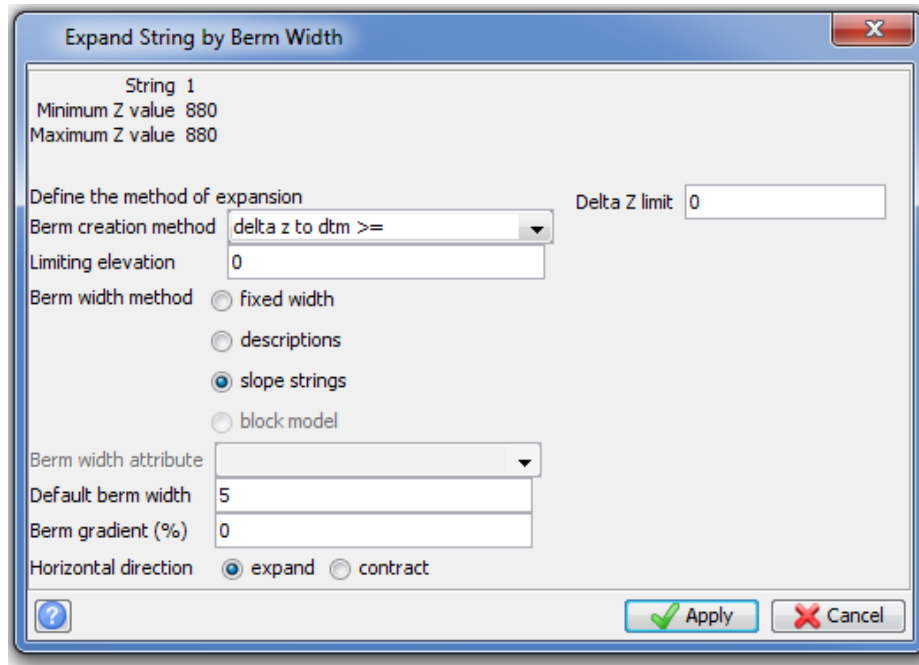 Expand String by Berm Width
String 1
Minimum Z value 880
Maximum Z value 880
Define the method of expansion
Delta Z limit 0
Berm creation method delta z to dtm >=
Limiting elevation 0
Berm width method fixed width
descriptions
slope strings
block model
Berm width attribute
Default berm width 5
Berm gradient (%) 0
Horizontal direction expand contract
? Apply Cancel